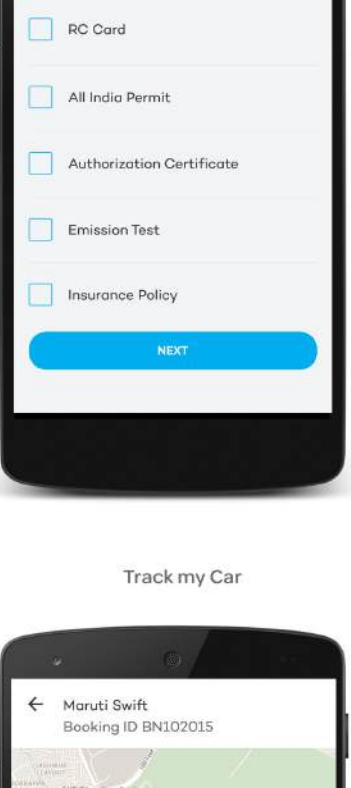 RC Card
All India Permit
Authorization Certificate
Emission Test
Insurance Policy
NEXT
Track my Car
Maruti Swift
Booking ID BN102015